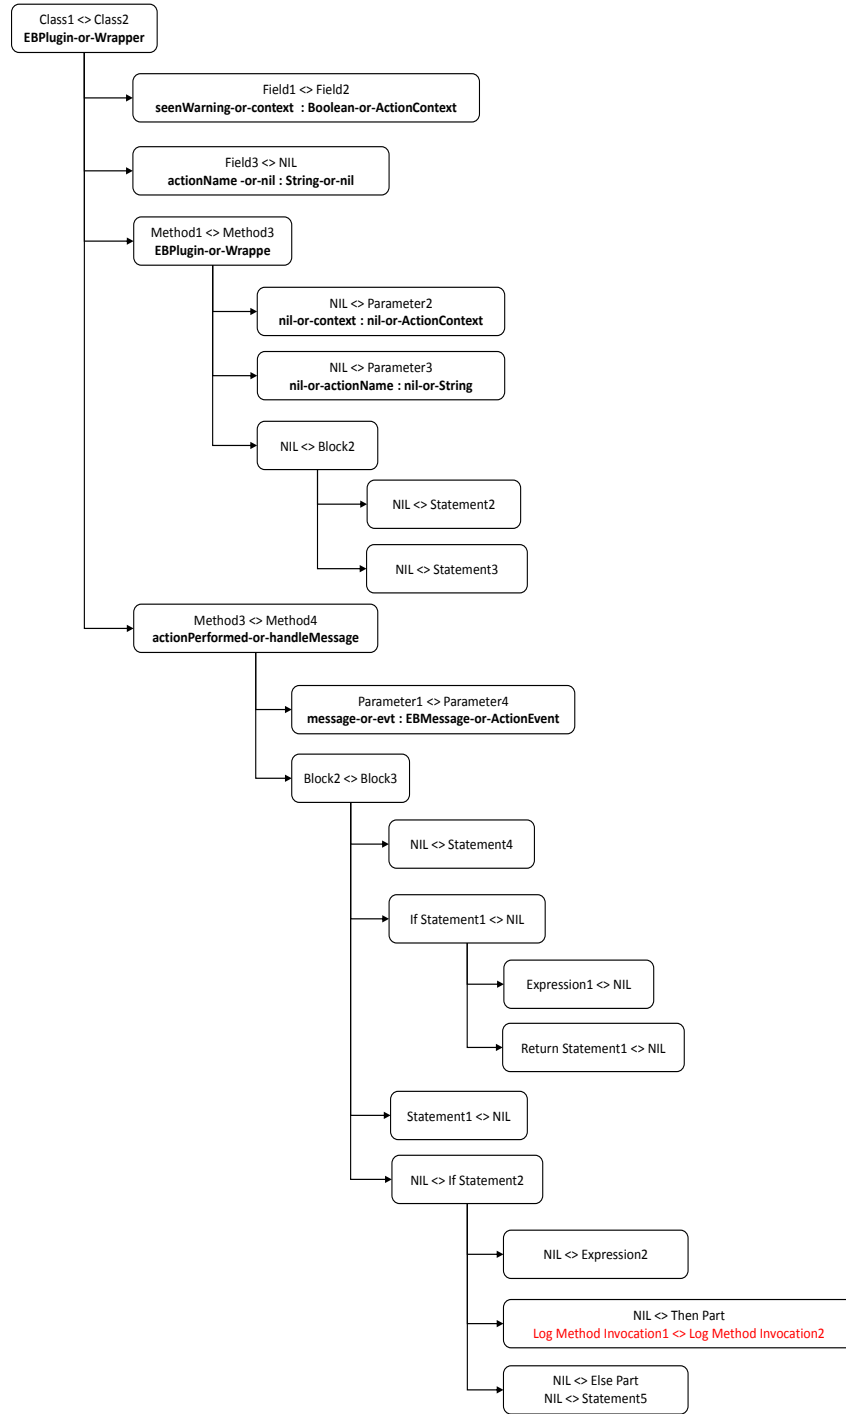 Class1 <> Class2
EBPlugin-or-Wrapper
Field1 <> Field2
seenWarning-or-context : Boolean-or-ActionContext
Field3 <> NIL
actionName -or-nil : String-or-nil
Method1 <> Method3
EBPlugin-or-Wrappe
NIL <> Parameter2
nil-or-context : nil-or-ActionContext
NIL <> Parameter3
nil-or-actionName : nil-or-String
NIL <> Block2
NIL <> Statement2
NIL <> Statement3
Method3 <> Method4
actionPerformed-or-handleMessage
Parameter1 <> Parameter4
message-or-evt : EBMessage-or-ActionEvent
Block2 <> Block3
NIL <> Statement4
If Statement1 <> NIL
Expression1 <> NIL
Return Statement1 <> NIL
Statement1 <> NIL
NIL <> If Statement2
NIL <> Expression2
NIL <> Then Part
Log Method Invocation1 <> Log Method Invocation2
NIL <> Else Part
NIL <> Statement5